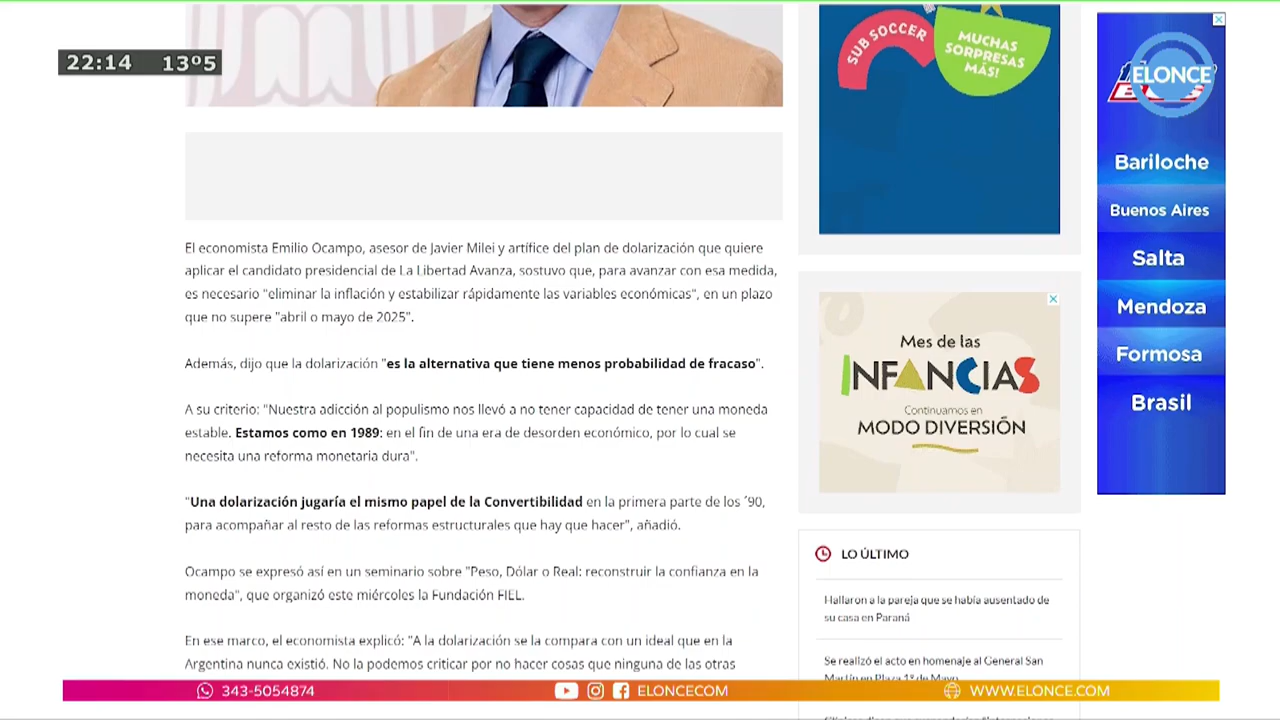 22:14 13º5
SUB SOCCER
MUCHAS
SORPRESAS
MÁS!
ELONCE
Bariloche
Buenos Aires
Salta
Mendoza
Formosa
Brasil
El economista Emilio Ocampo, asesor de Javier Milei y artífice del plan de dolarización que quiere
aplicar el candidato presidencial de La Libertad Avanza, sostuvo que, para avanzar con esa medida,
es necesario "eliminar la inflación y estabilizar rápidamente las variables económicas", en un plazo
que no supere "abril o mayo de 2025".
Además, dijo que la dolarización "es la alternativa que tiene menos probabilidad de fracaso".
A su criterio: "Nuestra adicción al populismo nos llevó a no tener capacidad de tener una moneda
estable. Estamos como en 1989: en el fin de una era de desorden económico, por lo cual se
necesita una reforma monetaria dura".
"Una dolarización jugaría el mismo papel de la Convertibilidad en la primera parte de los ´90,
para acompañar al resto de las reformas estructurales que hay que hacer", añadió.
Ocampo se expresó así en un seminario sobre "Peso, Dólar o Real: reconstruir la confianza en la
moneda", que organizó este miércoles la Fundación FIEL.
En ese marco, el economista explicó: "A la dolarización se la compara con un ideal que en la
Argentina nunca existió. No la podemos criticar por no hacer cosas que ninguna de las otras
Mes de las
INFANCIAS
Continuamos en
MODO DIVERSIÓN
LO ÚLTIMO
Hallaron a la pareja que se había ausentado de
su casa en Paraná
Se realizó el acto en homenaje al General San
Martín en Plaza 1º de Mayo
343-5054874 ELONCECOM WWW.ELONCE.COM